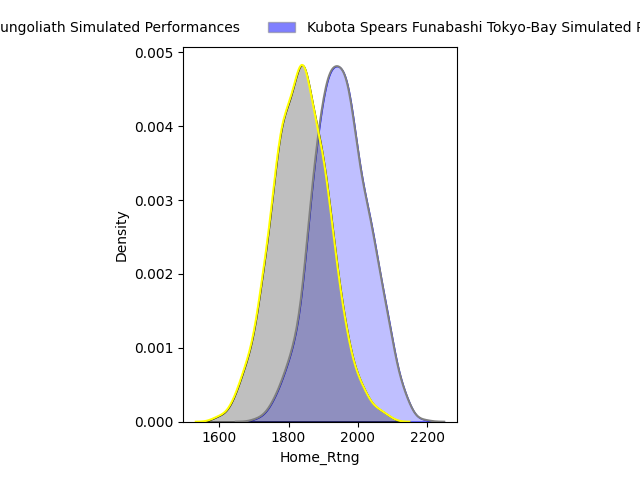 ungoliath Simulated Performances
Kubota Spears Funabashi Tokyo-Bay Simulated
0.005
0.004
0.003
0.002
0.001
0.000
Density
1600 1800 2000 2200
Home_Rtng